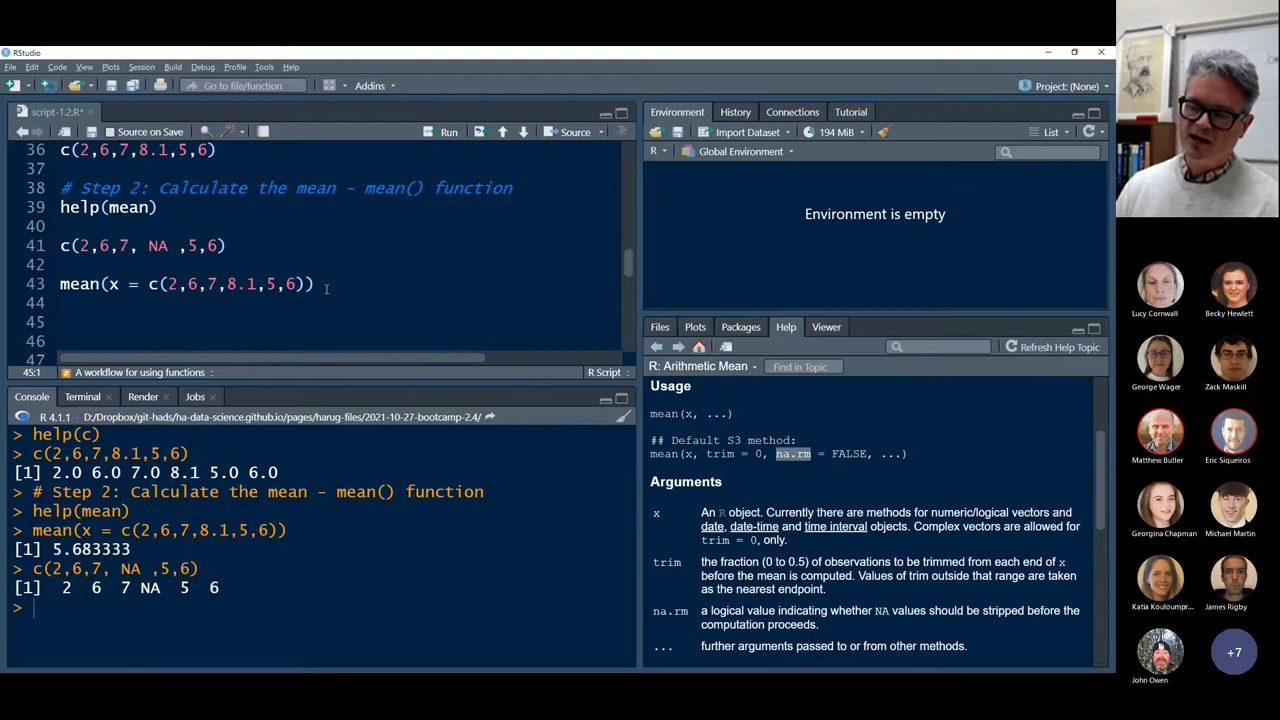 RStudio
File Edit Code View Plots Session Build Debug Profile Tools Help
Go to file/function Addins Project: (None)
script-1.2.R*
Source on Save Run Source
36 c(2,6,7,8.1,5,6)
37
38 # Step 2: Calculate the mean - mean() function
39 help(mean)
40
41 c(2,6,7, NA ,5,6)
42
43 mean(x = c(2,6,7,8.1,5,6))
44
45
46
47
45:1 # A workflow for using functions R Script
Console Terminal Render Jobs
R 4.1.1 · D:/Dropbox/git-hads/ha-data-science.github.io/pages/harug-files/2021-10-27-bootcamp-2.4/
> help(c)
> c(2,6,7,8.1,5,6)
[1] 2.0 6.0 7.0 8.1 5.0 6.0
> # Step 2: Calculate the mean - mean() function
> help(mean)
> mean(x = c(2,6,7,8.1,5,6))
[1] 5.683333
> c(2,6,7, NA ,5,6)
[1] 2 6 7 NA 5 6
>
Environment History Connections Tutorial
Import Dataset 194 MiB List
R Global Environment
Environment is empty
Files Plots Packages Help Viewer
Refresh Help Topic
R: Arithmetic Mean Find in Topic
Usage
mean(x, ...)
## Default S3 method:
mean(x, trim = 0, na.rm = FALSE, ...)
Arguments
x An R object. Currently there are methods for numeric/logical vectors and
date, date-time and time interval objects. Complex vectors are allowed for
trim = 0, only.
trim the fraction (0 to 0.5) of observations to be trimmed from each end of x
before the mean is computed. Values of trim outside that range are taken
as the nearest endpoint.
na.rm a logical value indicating whether NA values should be stripped before the
computation proceeds.
... further arguments passed to or from other methods.
Lucy Cornwall Becky Hewlett
George Wager Zack Maskill
Matthew Butler Eric Siqueiros
Georgina Chapman Michael Martin
Katia Kouloumpr... James Rigby
+7
John Owen